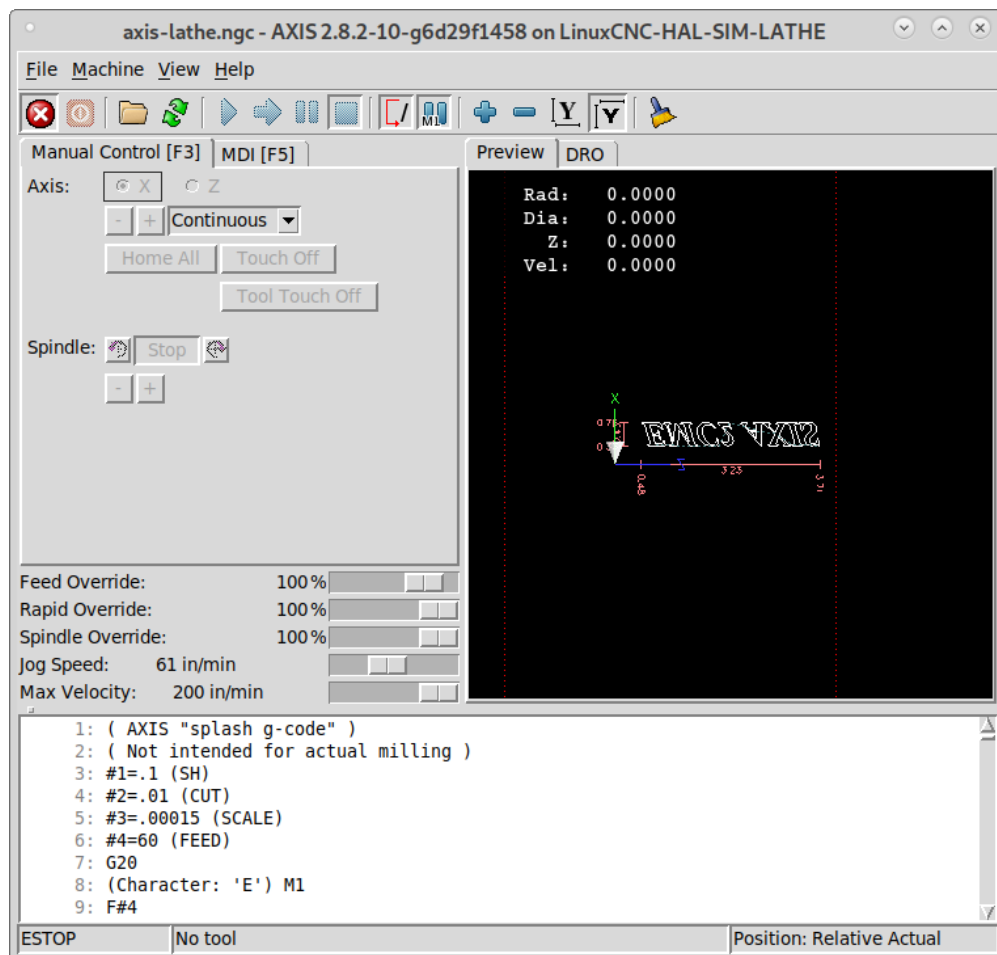 axis-lathe.ngc - AXIS 2.8.2-10-g6d29f1458 on LinuxCNC-HAL-SIM-LATHE
File Machine View Help
M1 Y Y
Manual Control [F3] MDI [F5]
Axis: X Z
- + Continuous
Home All Touch Off
Tool Touch Off
Spindle: Stop
- +
Feed Override: 100%
Rapid Override: 100%
Spindle Override: 100%
Jog Speed: 61 in/min
Max Velocity: 200 in/min
Preview DRO
Rad: 0.0000
Dia: 0.0000
Z: 0.0000
Vel: 0.0000
X
EMC2 AXIS
Z
3.23
0.48
3.71
1: ( AXIS "splash g-code" )
2: ( Not intended for actual milling )
3: #1=.1 (SH)
4: #2=.01 (CUT)
5: #3=.00015 (SCALE)
6: #4=60 (FEED)
7: G20
8: (Character: 'E') M1
9: F#4
ESTOP No tool Position: Relative Actual